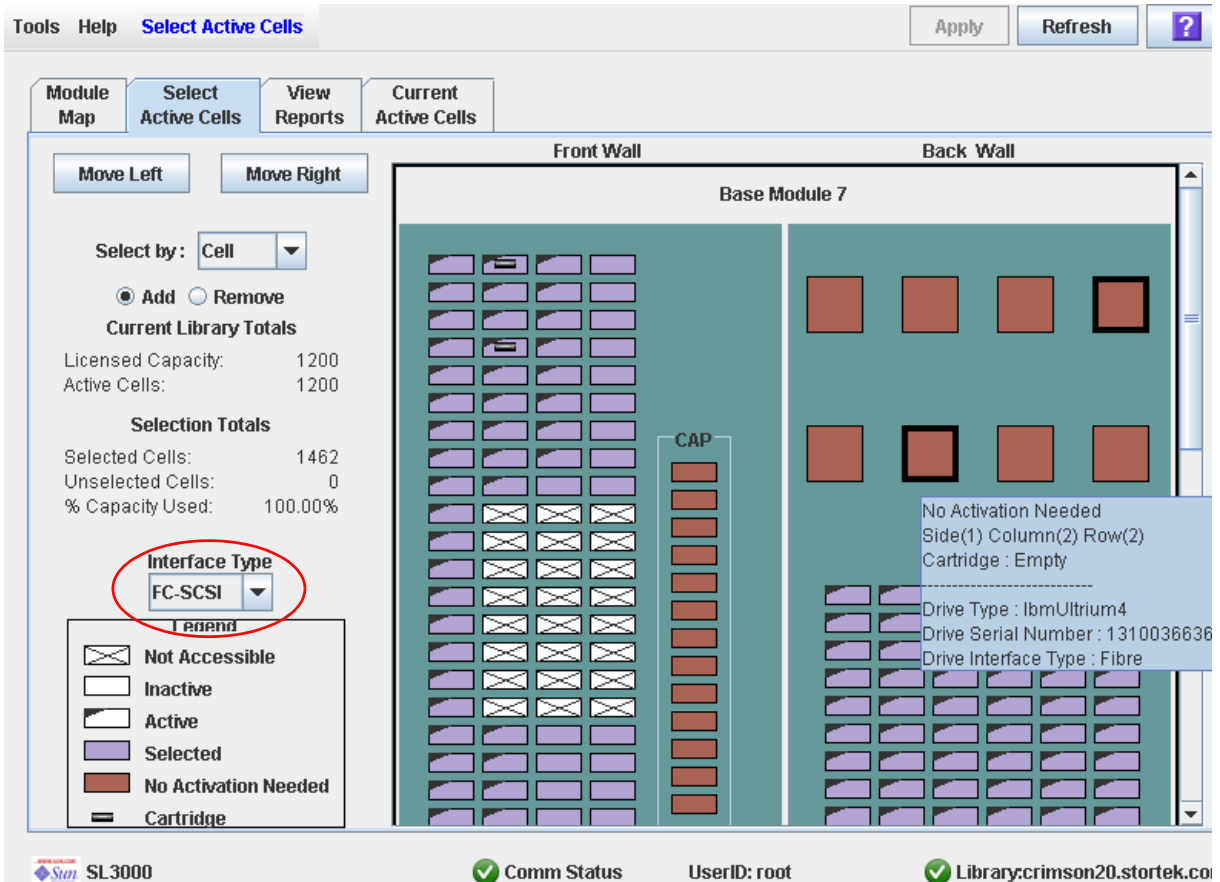 Tools Help Select Active Cells Apply Refresh ?
Module Map
Select Active Cells
View Reports
Current Active Cells
Move Left Move Right
Front Wall Back Wall
Base Module 7
Select by: Cell
Add Remove
Current Library Totals
Licensed Capacity: 1200
Active Cells: 1200
Selection Totals
Selected Cells: 1462
Unselected Cells: 0
% Capacity Used: 100.00%
Interface Type
FC-SCSI
Legend
Not Accessible
Inactive
Active
Selected
No Activation Needed
Cartridge
CAP
No Activation Needed
Side(1) Column(2) Row(2)
Cartridge : Empty
----------------------------
Drive Type : IbmUltrium4
Drive Serial Number : 1310036636
Drive Interface Type : Fibre
Sun SL3000 Comm Status UserID: root Library:crimson20.stortek.com